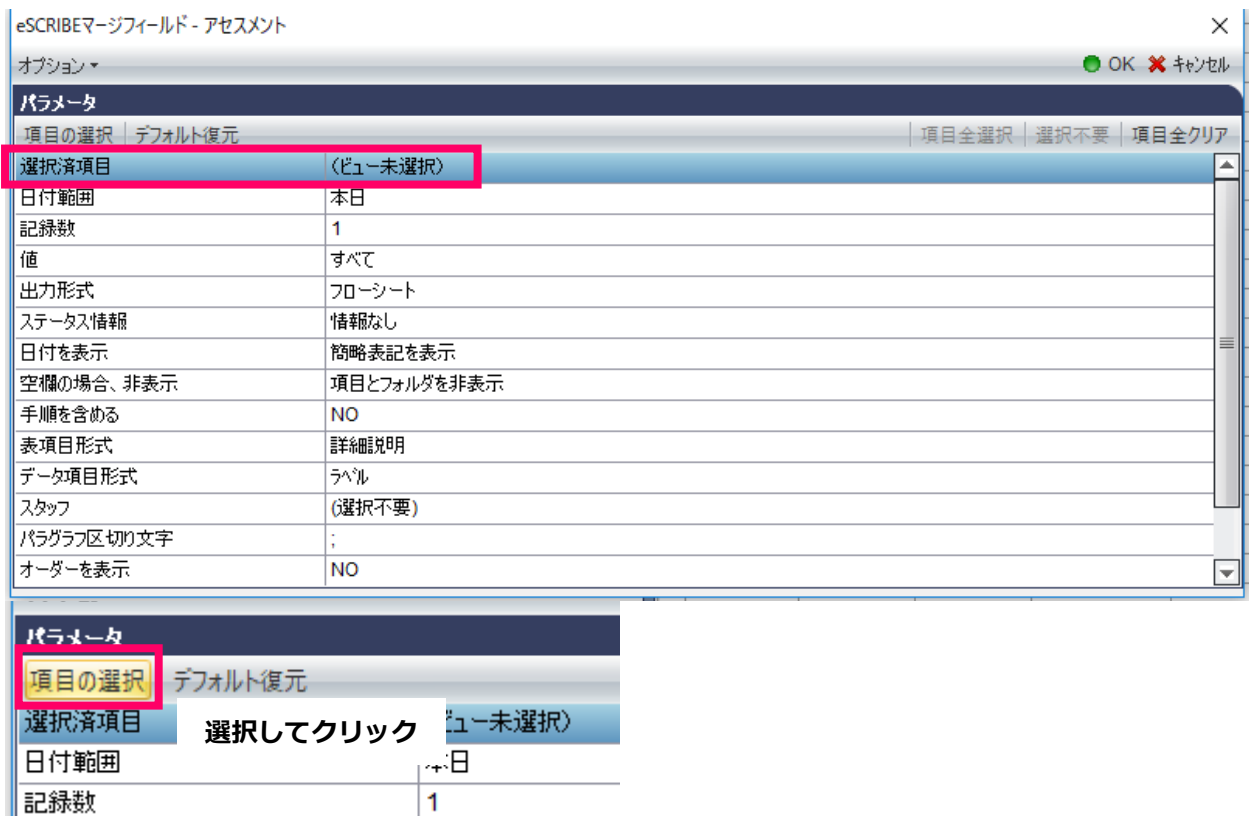 eSCRIBEマージフィールド - アセスメント
オプション
OK キャンセル
パラメータ
項目の選択 デフォルト復元 項目全選択 選択不要 項目全クリア
選択済項目 (ビュー未選択)
日付範囲 本日
記録数 1
値 すべて
出力形式 フローシート
ステータス情報 情報なし
日付を表示 簡略表記を表示
空欄の場合、非表示 項目とフォルダを非表示
手順を含める NO
表項目形式 詳細説明
データ項目形式 ラベル
スタッフ (選択不要)
パラグラフ区切り文字 ;
オーダーを表示 NO
パラメータ
項目の選択 デフォルト復元
選択済項目 ビュー未選択)
選択してクリック
日付範囲 本日
記録数 1